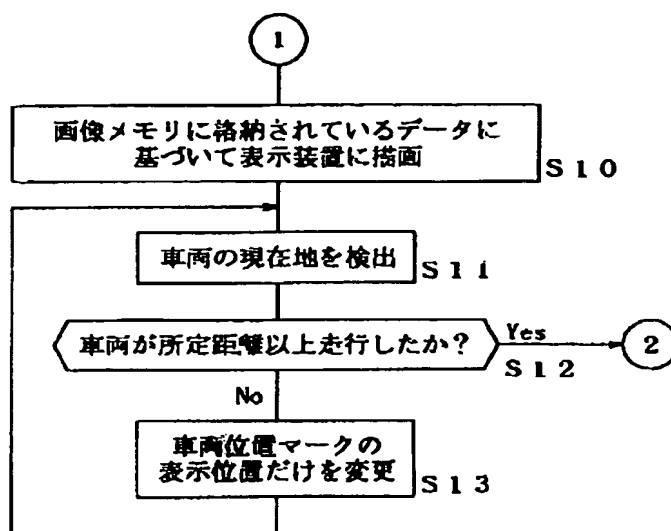 1
画像メモリに格納されているデータに
基づいて表示装置に描画
S10
車両の現在地を検出
S11
車両が所定距離以上走行したか？
Yes
2
S12
No
車両位置マークの
表示位置だけを変更
S13